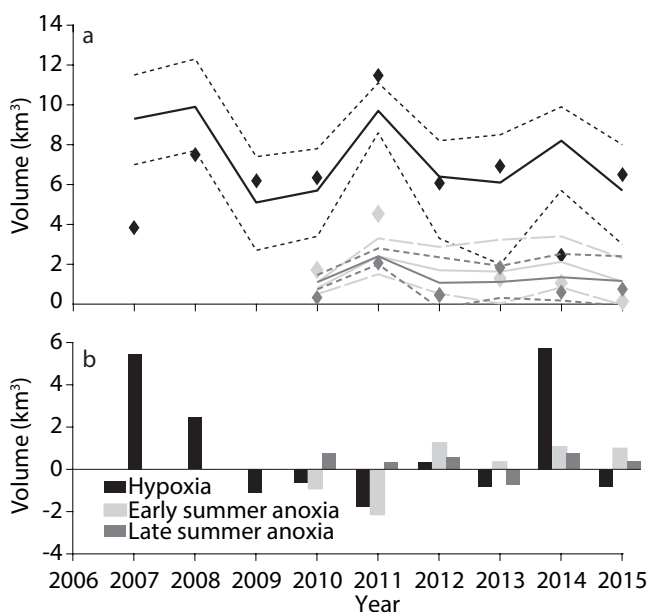 a
14
12
10
8
6
4
2
0
Volume (km³)
b
6
4
2
0
-2
-4
Volume (km³)
Hypoxia
Early summer anoxia
Late summer anoxia
2006 2007 2008 2009 2010 2011 2012 2013 2014 2015
Year